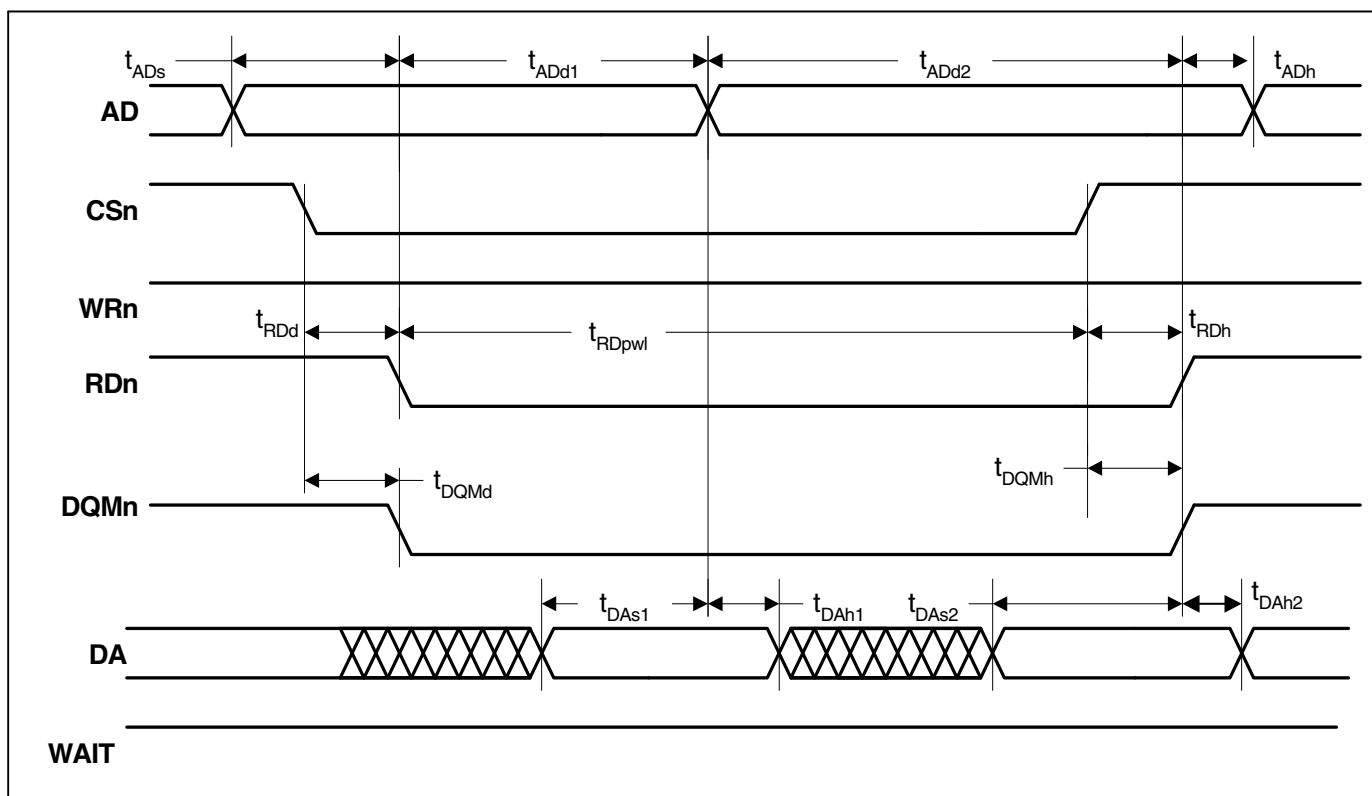 tADs
tADd1
tADd2
tADh
AD
CSn
WRn
tRDd
tRDpwl
tRDh
RDn
tDQMd
tDQMh
DQMn
tDAs1
tDAh1
tDAs2
tDAh2
DA
WAIT